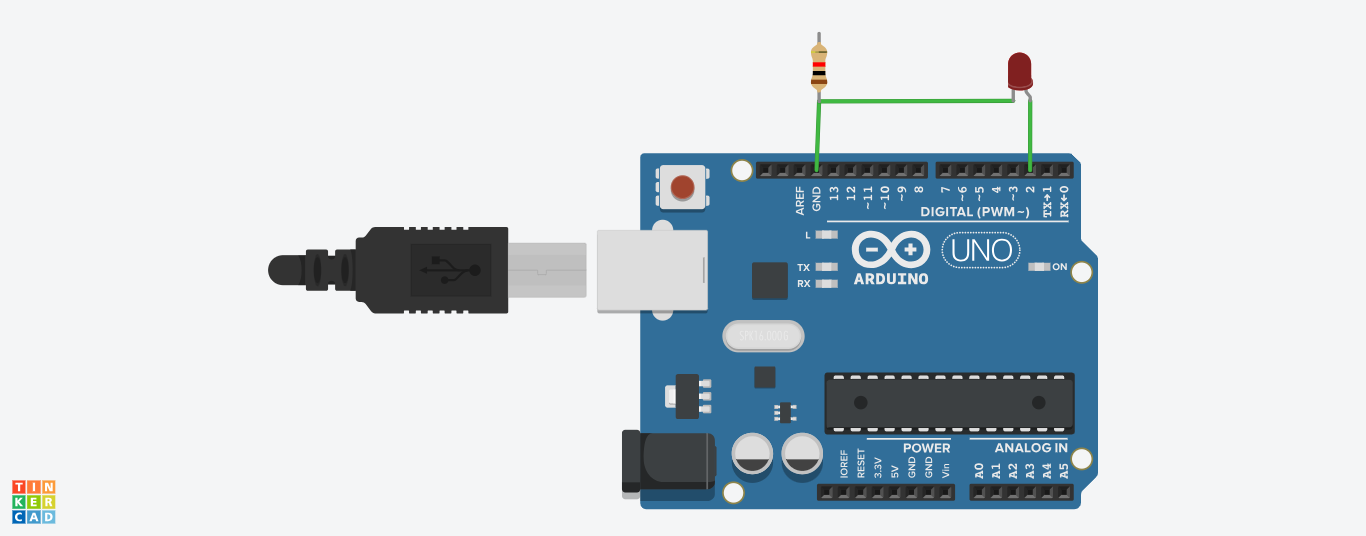 AREF
GND
13
12
~11
~10
~9
8
7
~6
~5
4
~3
2
TX→1
RX←0
DIGITAL (PWM~)
L
TX
RX
ARDUINO
UNO
ON
SPK16.000G
POWER
ANALOG IN
IOREF
RESET
3.3V
5V
GND
GND
Vin
A0
A1
A2
A3
A4
A5
TIN
KER
CAD